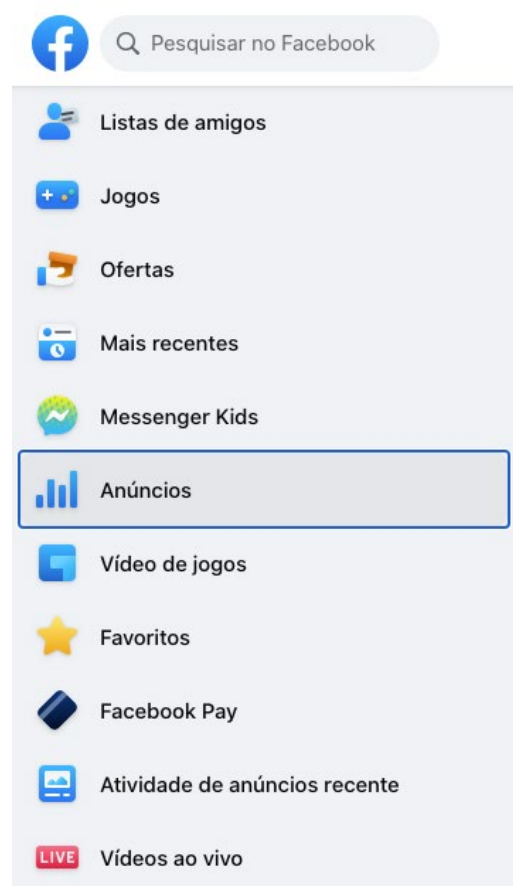 Pesquisar no Facebook
Listas de amigos
Jogos
Ofertas
Mais recentes
Messenger Kids
Anúncios
Vídeo de jogos
Favoritos
Facebook Pay
Atividade de anúncios recente
LIVE Vídeos ao vivo